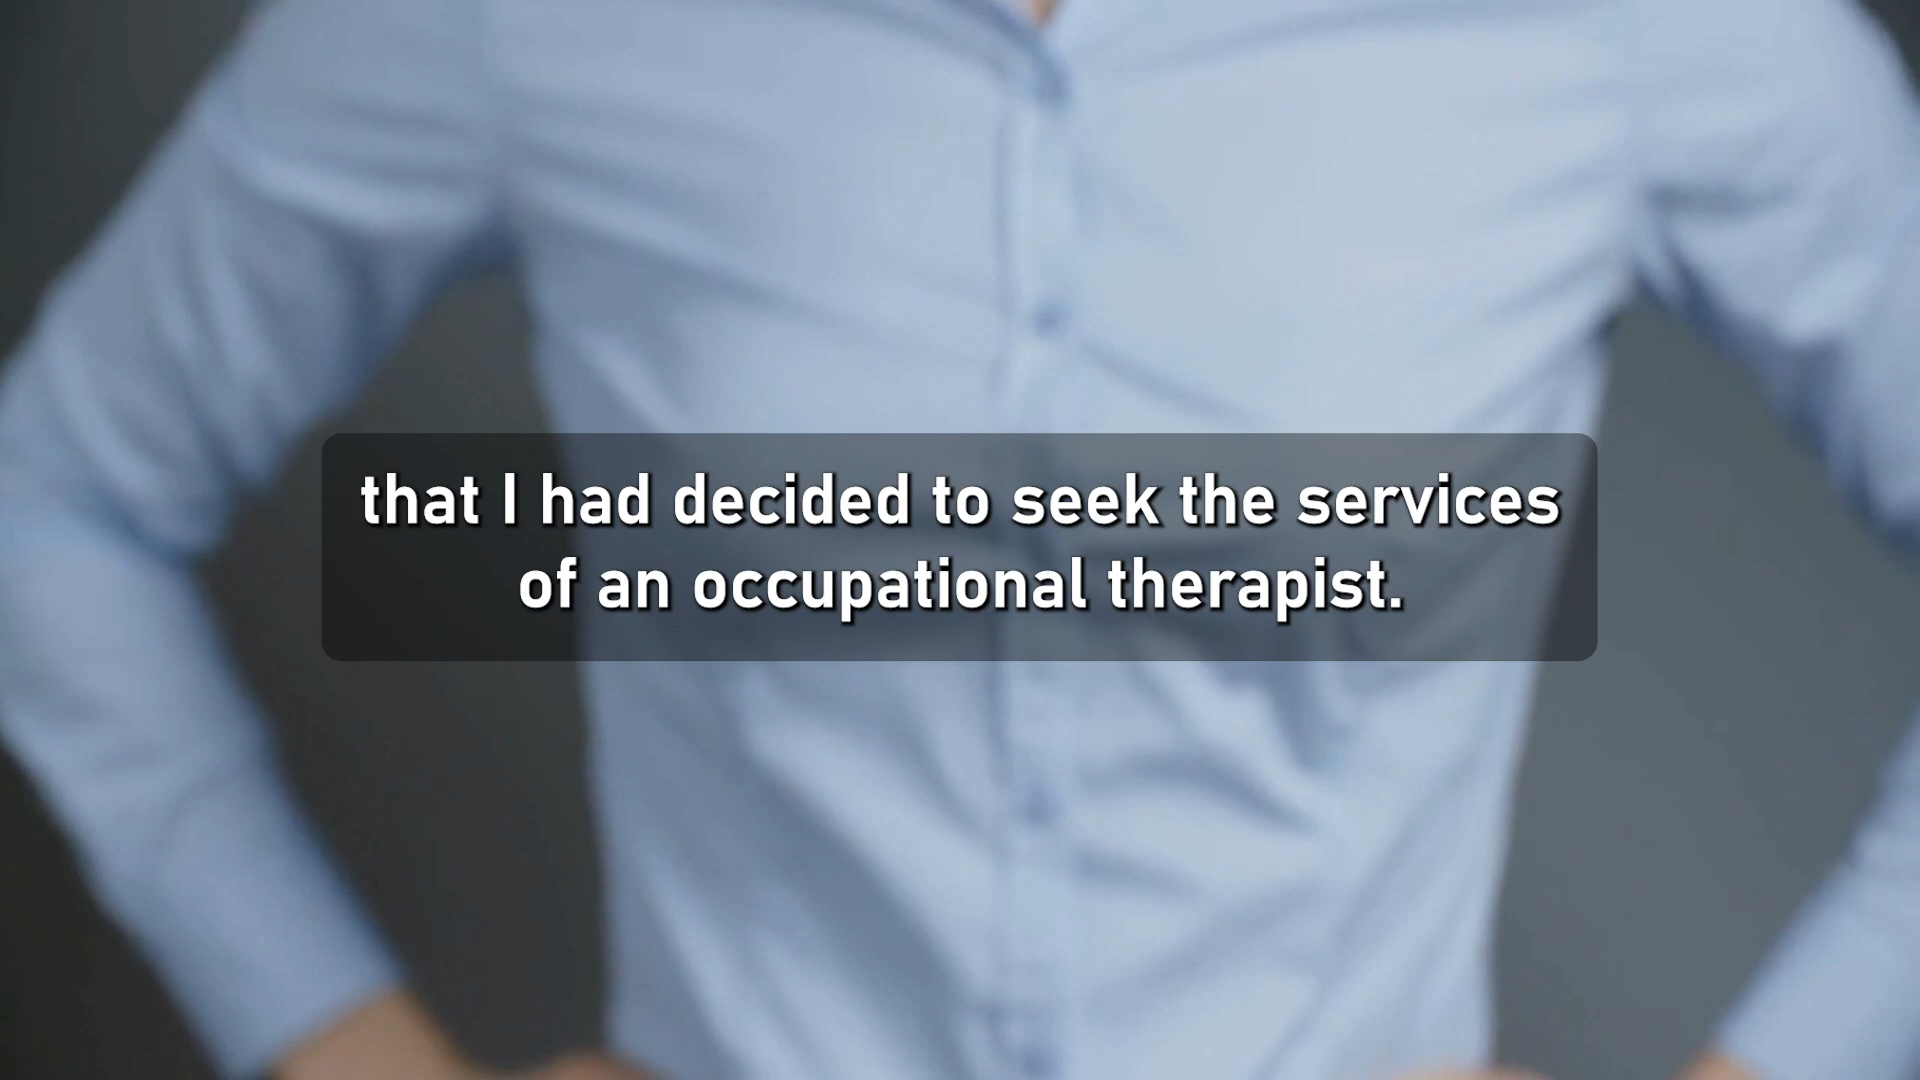 that I had decided to seek the services
of an occupational therapist.